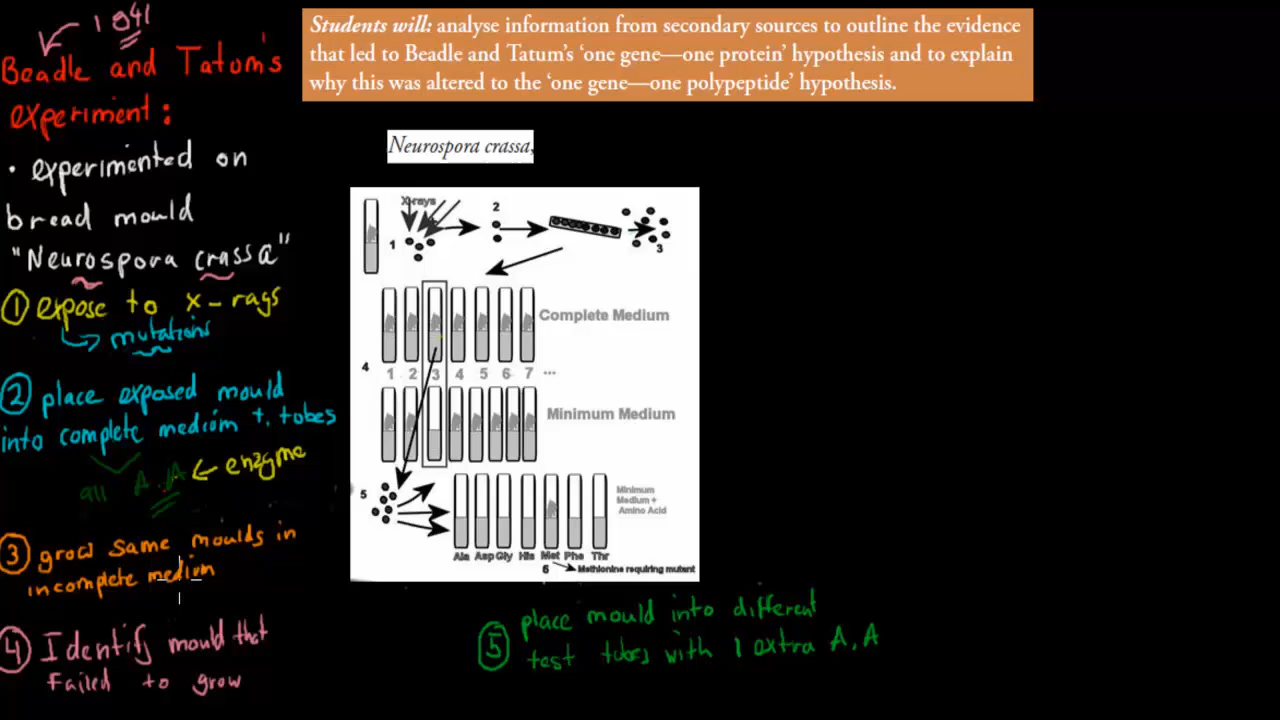 1941
Beadle and Tatum's
experiment:
• experimented on
bread mould
"Neurospora crassa"
① expose to x-rays
↳ mutations
② place exposed mould
into complete medium t. tubes
all A.A ← enzyme
③ grow same moulds in
incomplete medium
④ Identify mould that
Failed to grow
Students will: analyse information from secondary sources to outline the evidence
that led to Beadle and Tatum's 'one gene—one protein' hypothesis and to explain
why this was altered to the 'one gene—one polypeptide' hypothesis.
Neurospora crassa,
X-rays
1
2
3
Complete Medium
4
1 2 3 4 5 6 7 ...
Minimum Medium
5
Minimum
Medium +
Amino Acid
Ala Asp Gly His Met Phe Thr
6 Methionine requiring mutant
⑤ place mould into different
test tubes with 1 extra A.A